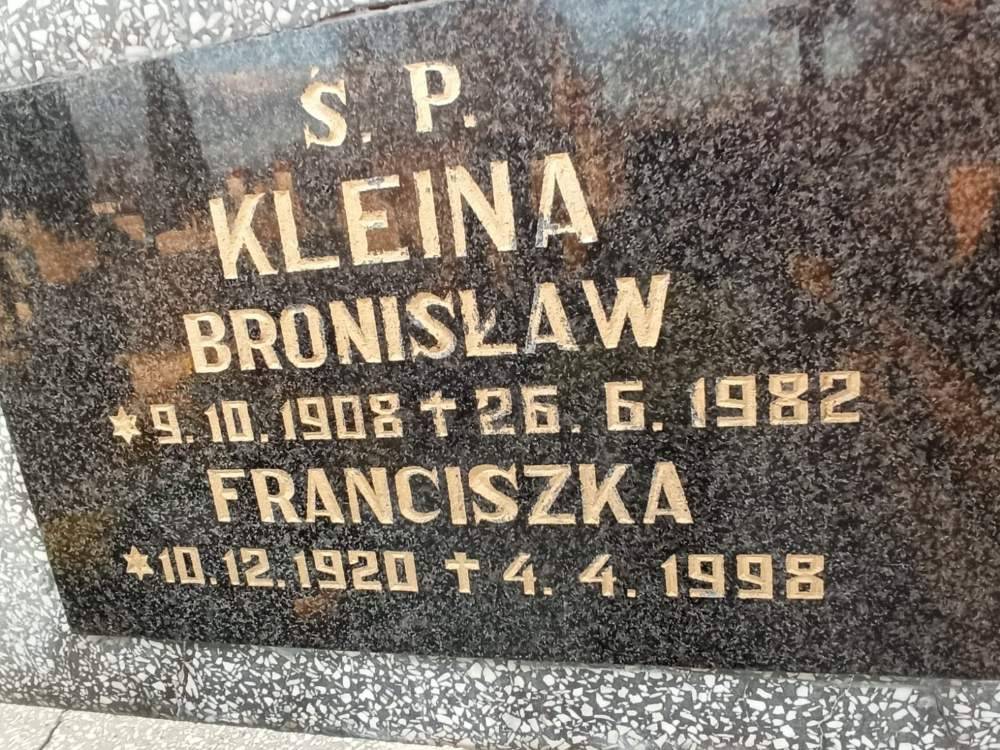 Ś. P.
KLEINA
BRONISŁAW
*9.10.1908 ✝ 26. 6. 1982
FRANCISZKA
*10.12.1920 ✝ 4. 4. 1998